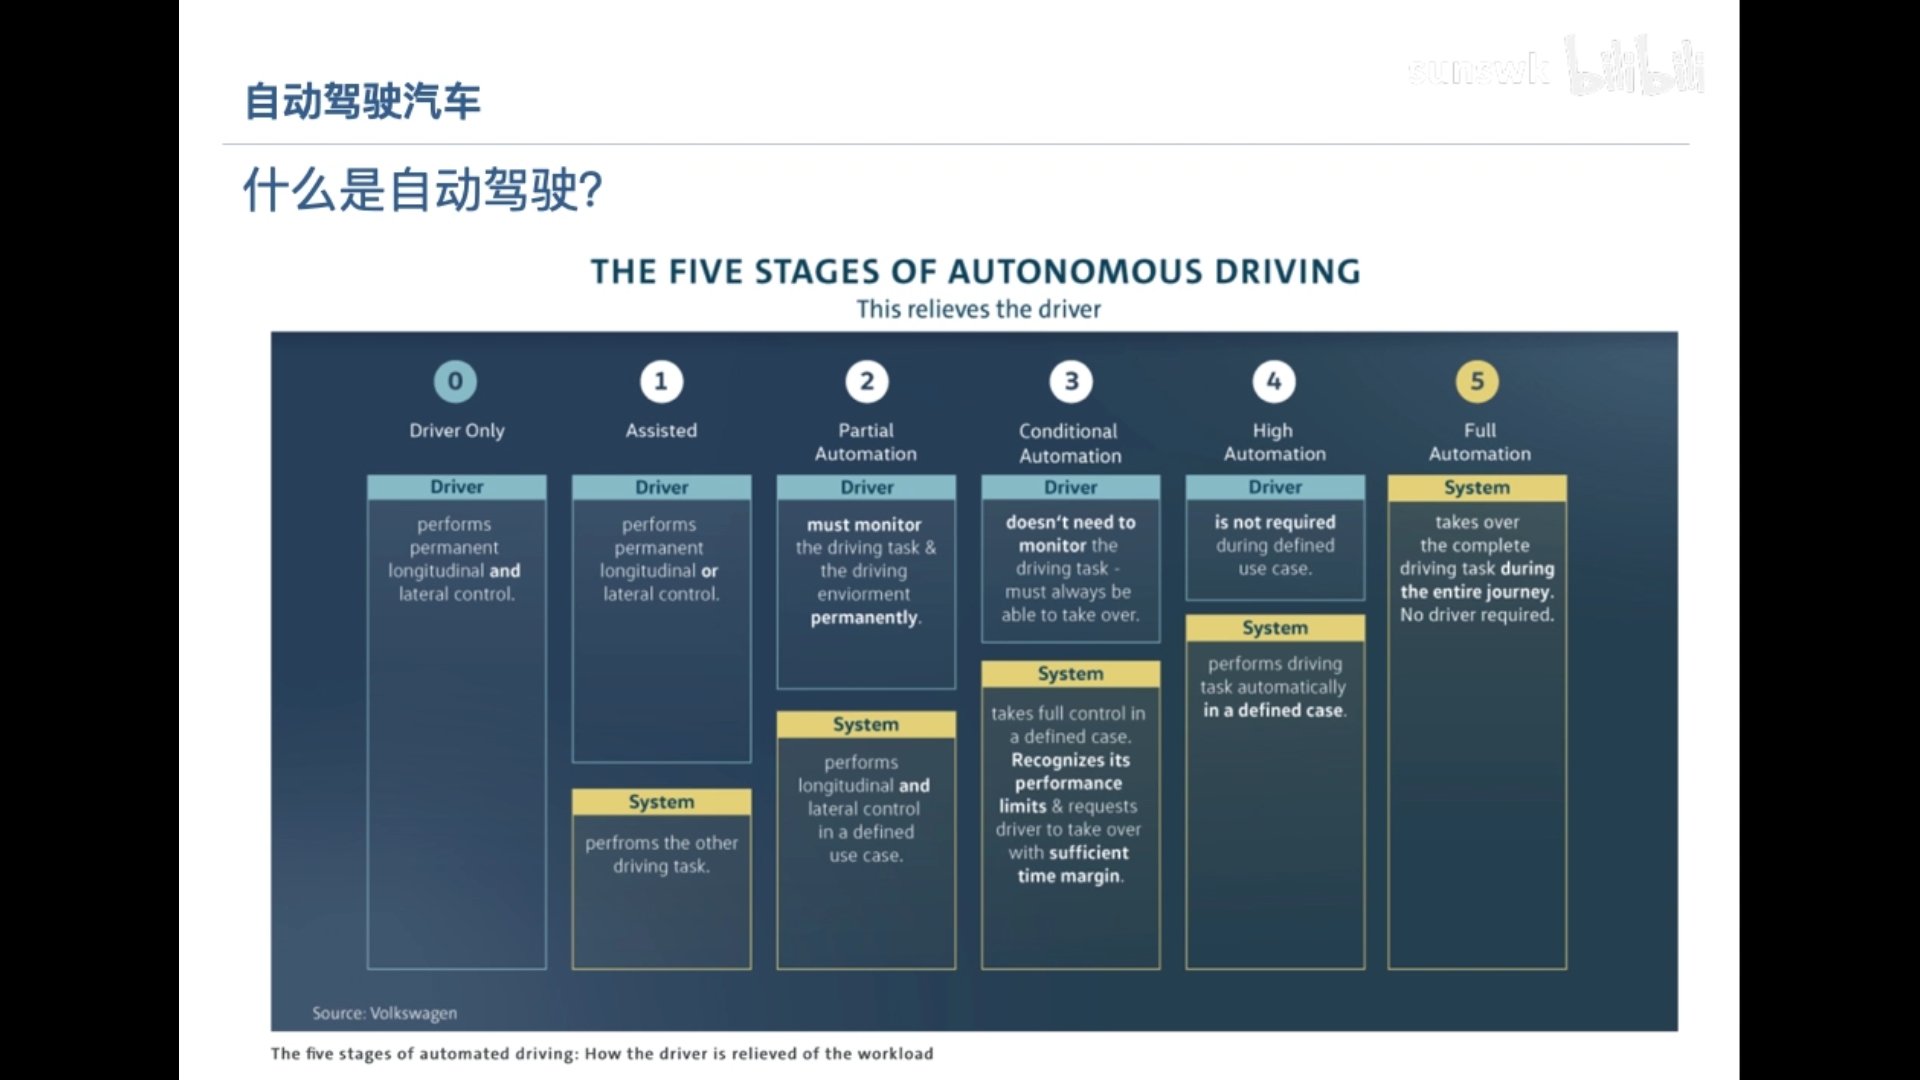 sunswk bilibili
自动驾驶汽车
什么是自动驾驶?
THE FIVE STAGES OF AUTONOMOUS DRIVING
This relieves the driver
0
Driver Only
Driver
performs
permanent
longitudinal and
lateral control.
1
Assisted
Driver
performs
permanent
longitudinal or
lateral control.
System
perfroms the other
driving task.
2
Partial
Automation
Driver
must monitor
the driving task &
the driving
enviorment
permanently.
System
performs
longitudinal and
lateral control
in a defined
use case.
3
Conditional
Automation
Driver
doesn't need to
monitor the
driving task -
must always be
able to take over.
System
takes full control in
a defined case.
Recognizes its
performance
limits & requests
driver to take over
with sufficient
time margin.
4
High
Automation
Driver
is not required
during defined
use case.
System
performs driving
task automatically
in a defined case.
5
Full
Automation
System
takes over
the complete
driving task during
the entire journey.
No driver required.
Source: Volkswagen
The five stages of automated driving: How the driver is relieved of the workload